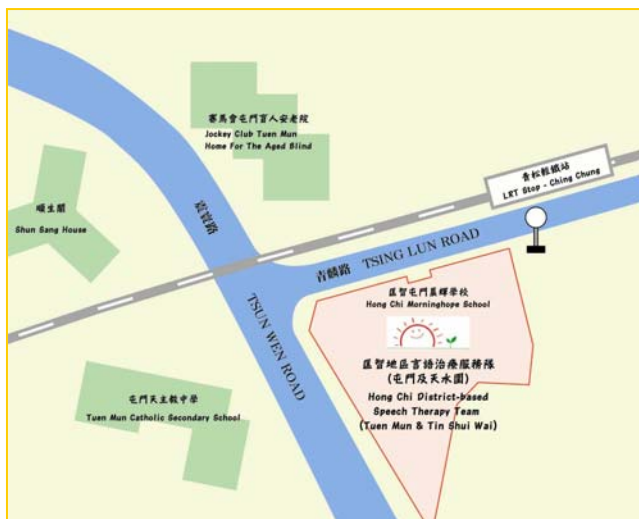 賽馬會屯門盲人安老院
Jockey Club Tuen Mun
Home For The Aged Blind
青松輕鐵站
LRT Stop - Ching Chung
順生閣
Shun Sang House
震寰路
TSUN WEN ROAD
青麟路 TSING LUN ROAD
匡智屯門晨輝學校
Hong Chi Morninghope School
匡智地區言語治療服務隊
(屯門及天水圍)
Hong Chi District-based
Speech Therapy Team
(Tuen Mun & Tin Shui Wai)
屯門天主教中學
Tuen Mun Catholic Secondary School